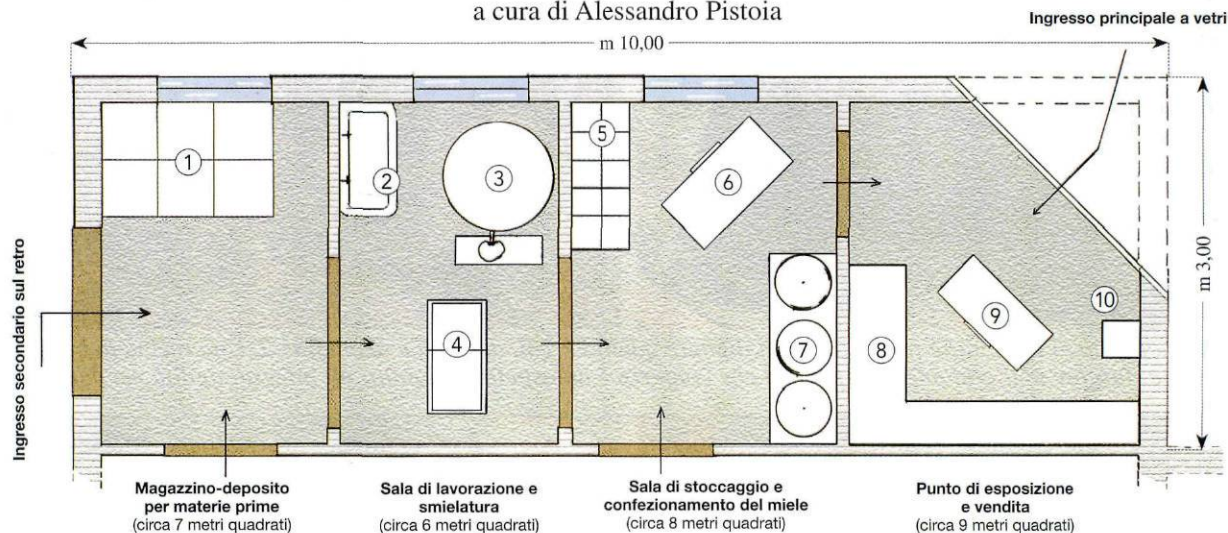 a cura di Alessandro Pistoia
Ingresso principale a vetri
m 10,00
m 3,00
Ingresso secondario sul retro
1
2
3
4
5
6
7
8
9
10
Magazzino-deposito
per materie prime
(circa 7 metri quadrati)
Sala di lavorazione e
smielatura
(circa 6 metri quadrati)
Sala di stoccaggio e
confezionamento del miele
(circa 8 metri quadrati)
Punto di esposizione
e vendita
(circa 9 metri quadrati)